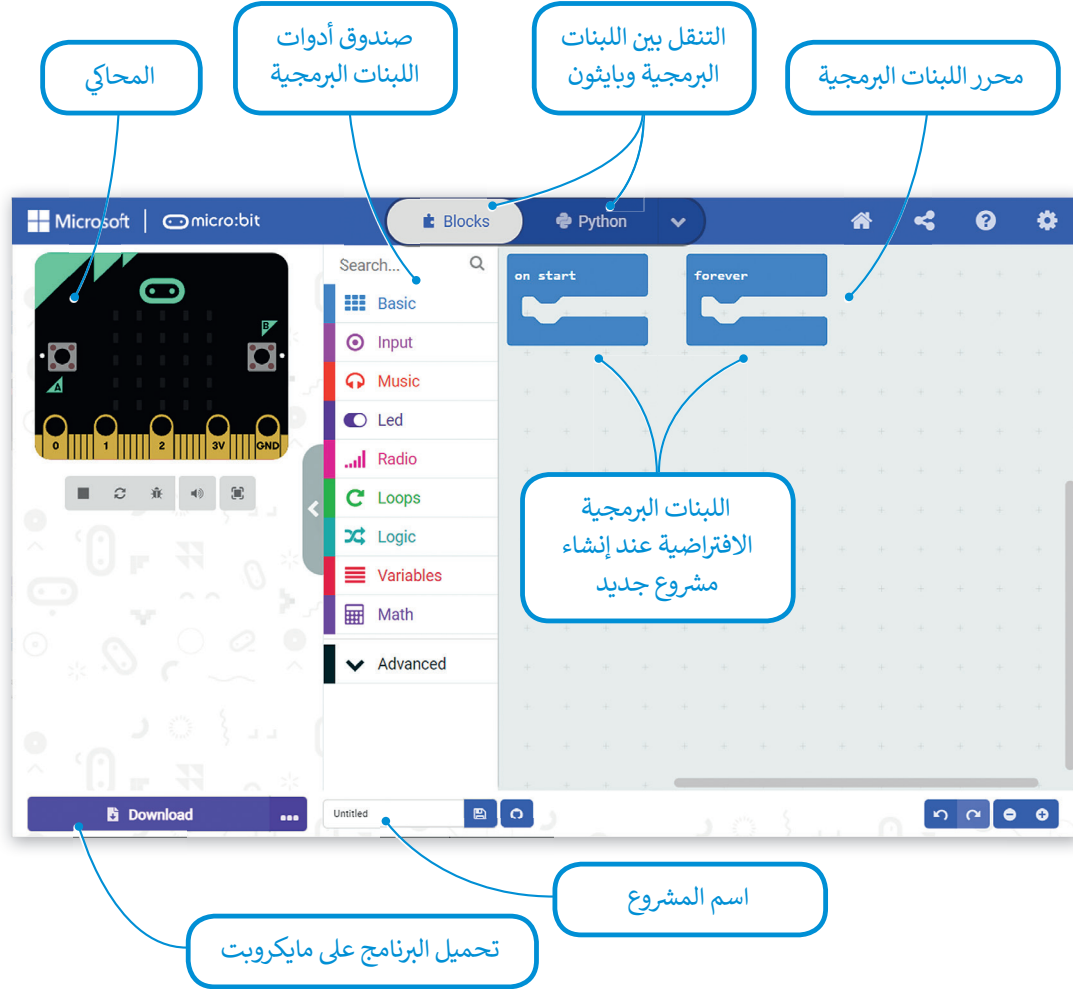 محرر اللبنات البرمجية
التنقل بين اللبنات
البرمجية وبايثون
صندوق أدوات
اللبنات البرمجية
المحاكي
Microsoft | micro:bit
Blocks
Python
Search...
Basic
Input
Music
Led
Radio
Loops
Logic
Variables
Math
Advanced
on start
forever
B
A
0 1 2 3V GND
اللبنات البرمجية
الافتراضية عند إنشاء
مشروع جديد
Download
Untitled
اسم المشروع
تحميل البرنامج على مايكروبت